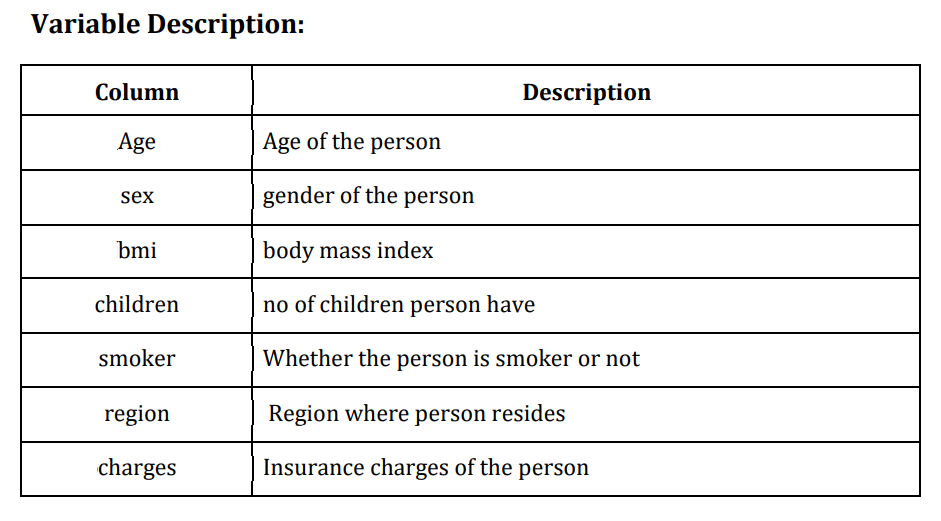 Variable Description:
Column Description
Age Age of the person
sex gender of the person
bmi body mass index
children no of children person have
smoker Whether the person is smoker or not
region Region where person resides
charges Insurance charges of the person